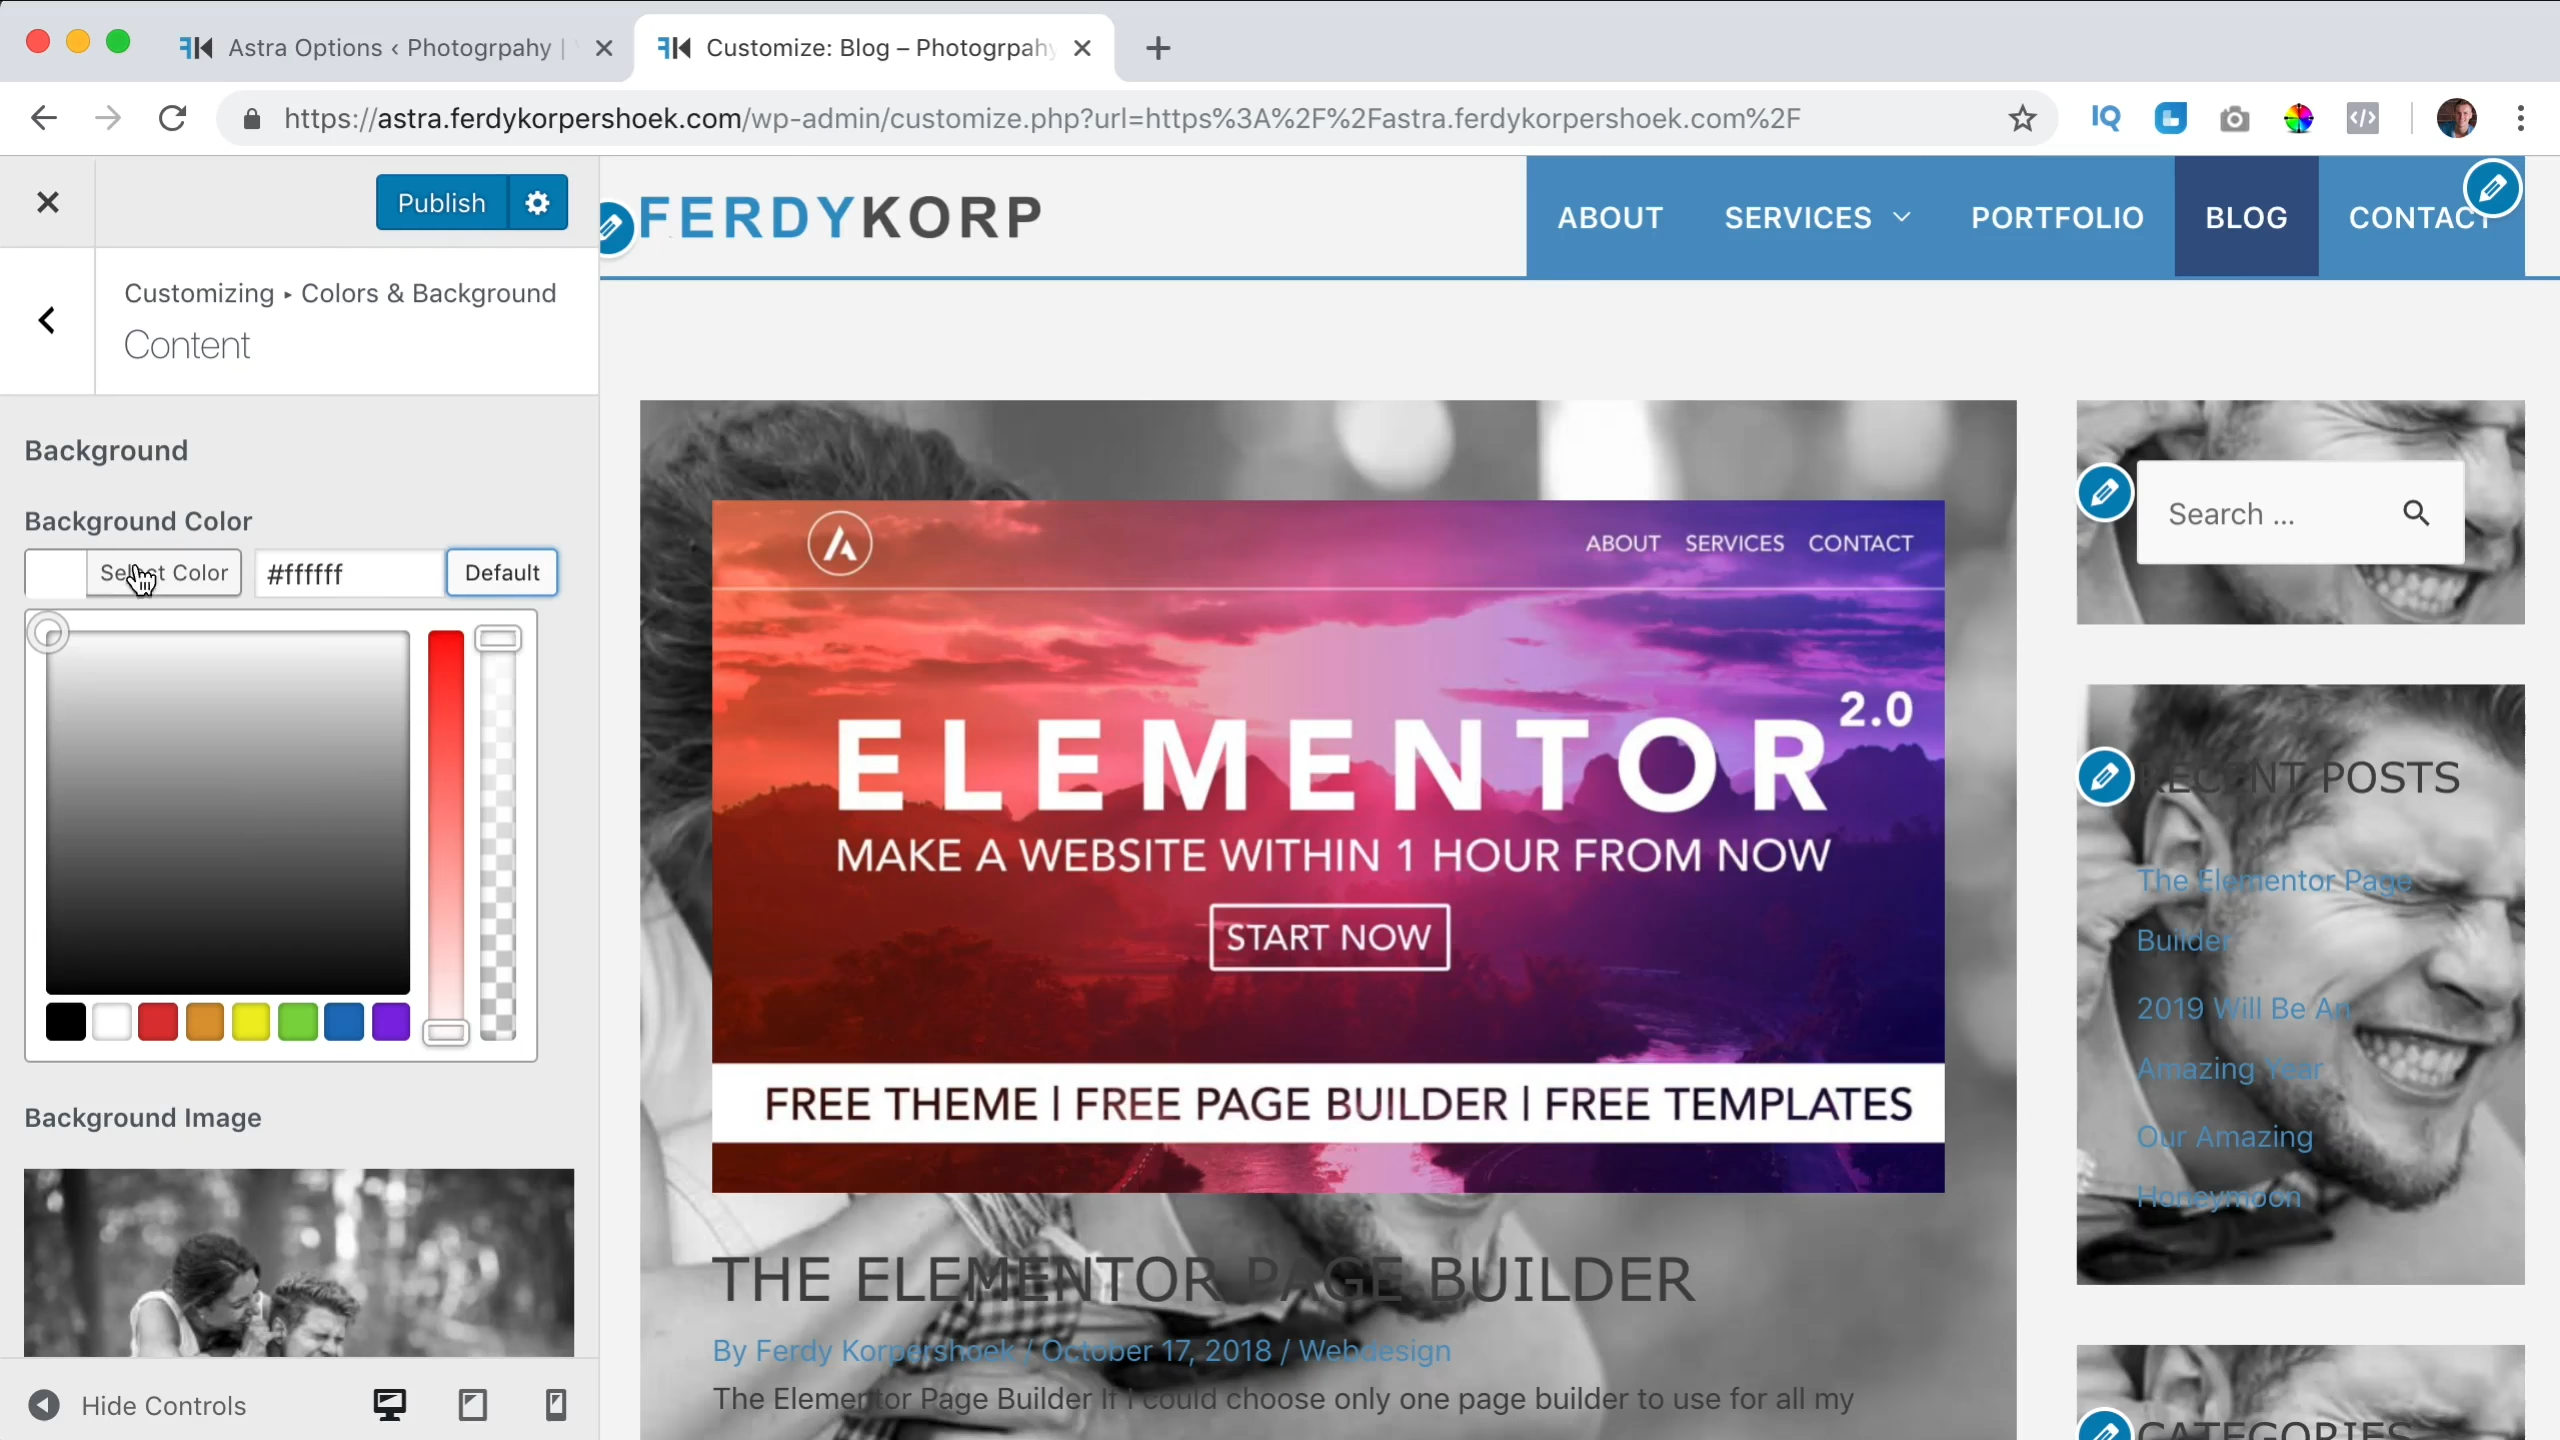 Astra Options ‹ Photogrpahy |
Customize: Blog – Photogrpahy
https://astra.ferdykorpershoek.com/wp-admin/customize.php?url=https%3A%2F%2Fastra.ferdykorpershoek.com%2F
IQ
Publish
Customizing ▸ Colors & Background
Content
Background
Background Color
Select Color
#ffffff
Default
Background Image
Hide Controls
FERDYKORP
ABOUT
SERVICES
PORTFOLIO
BLOG
CONTACT
ABOUT SERVICES CONTACT
ELEMENTOR 2.0
MAKE A WEBSITE WITHIN 1 HOUR FROM NOW
START NOW
FREE THEME | FREE PAGE BUILDER | FREE TEMPLATES
THE ELEMENTOR PAGE BUILDER
By Ferdy Korpershoek / October 17, 2018 / Webdesign
The Elementor Page Builder If I could choose only one page builder to use for all my
Search ...
RECENT POSTS
The Elementor Page
Builder
2019 Will Be An
Amazing Year
Our Amazing
Honeymoon
CATEGORIES